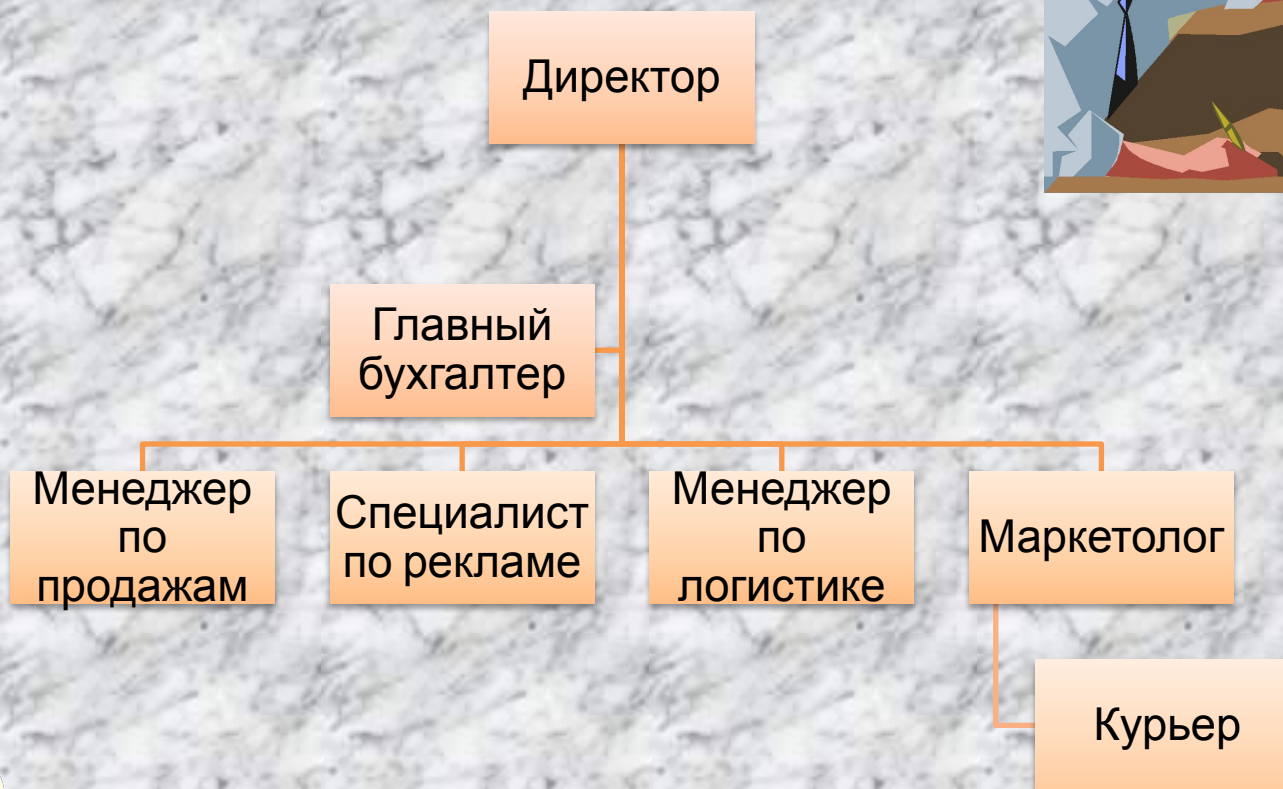 Директор
Главный
бухгалтер
Менеджер
по
продажам
Специалист
по рекламе
Менеджер
по
логистике
Маркетолог
Курьер